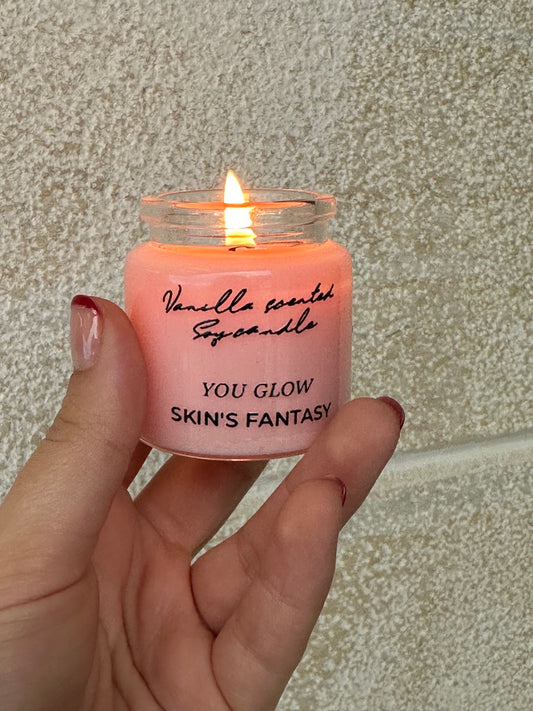 Vanilla scented
Soy candle
YOU GLOW
SKIN'S FANTASY